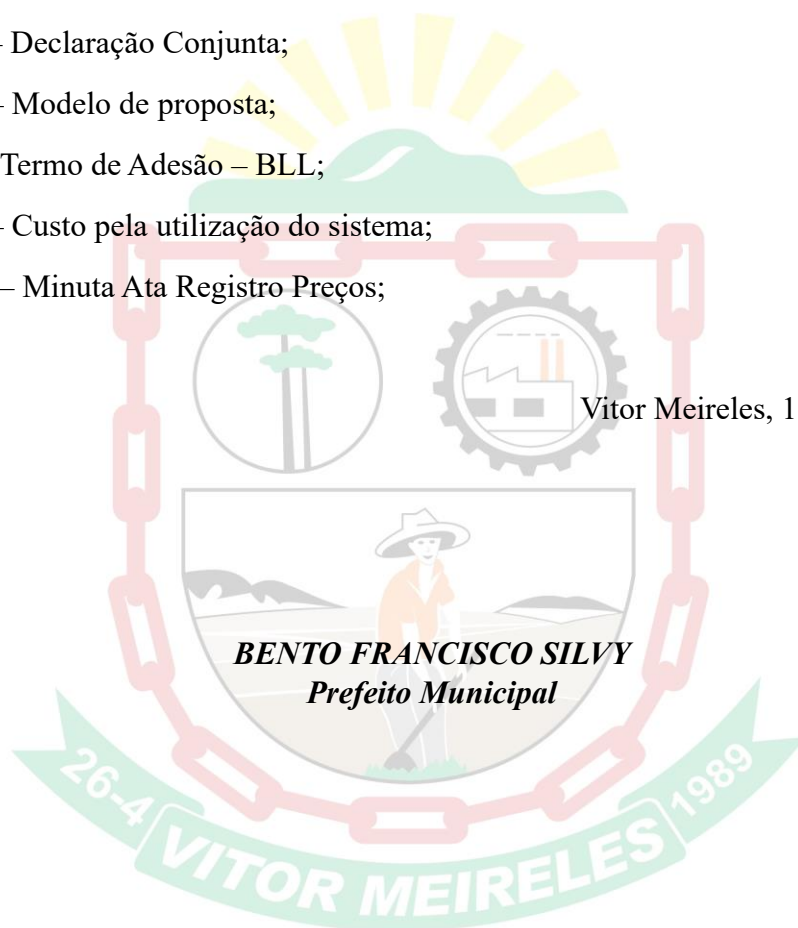 – Declaração Conjunta;
– Modelo de proposta;
Termo de Adesão – BLL;
– Custo pela utilização do sistema;
– Minuta Ata Registro Preços;
Vitor Meireles, 1
BENTO FRANCISCO SILVY
Prefeito Municipal
26-4 VITOR MEIRELES 1989